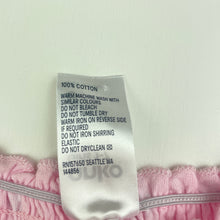 100% COTTON
WARM MACHINE WASH WITH
SIMILAR COLOURS
DO NOT BLEACH
DO NOT TUMBLE DRY
WARM IRON ON REVERSE SIDE
IF REQUIRED
DO NOT IRON SHIRRING
ELASTIC
DO NOT DRYCLEAN
RN157150 SEATTLE WA
144856